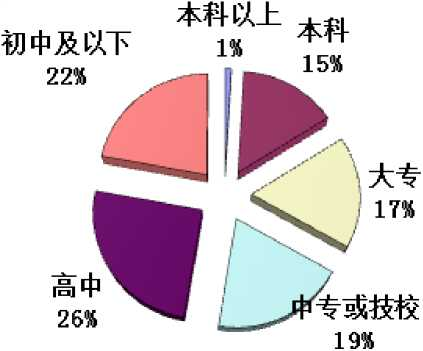 本科以上
1%
本科
15%
初中及以下
22%
大专
17%
高中
26%
中专或技校
19%